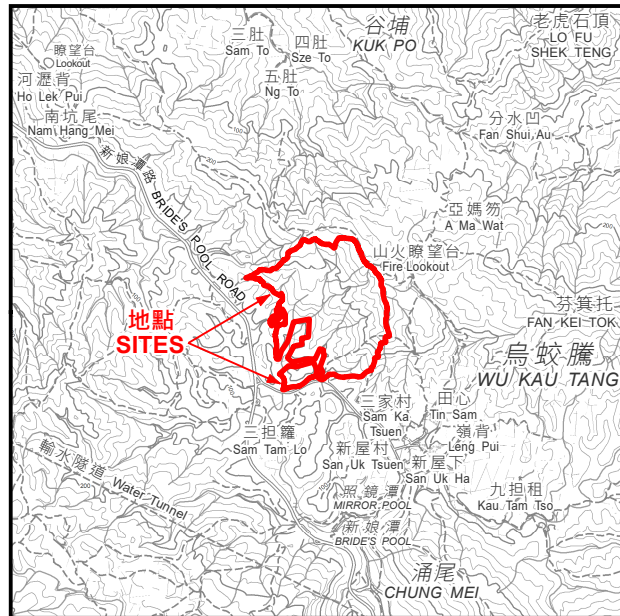 三肚
Sam To
四肚
Sze To
谷埔
KUK PO
老虎石頂
LO FU
SHEK TENG
瞭望台
Lookout
五肚
Ng To
河瀝背
Ho Lek Pui
南坑尾
Nam Hang Mei
分水凹
Fan Shui Au
新娘潭路 BRIDES POOL ROAD
亞媽笏
A Ma Wat
山火瞭望台
Fire Lookout
地點
SITES
芬箕托
FAN KEI TOK
烏蛟騰
WU KAU TANG
三家村
Sam Ka
Tsuen
田心
Tin Sam
三担籮
Sam Tam Lo
嶺背
Leng Pui
新屋村
San Uk Tsuen
新屋下
San Uk Ha
輸水隧道 Water Tunnel
照鏡潭
MIRROR POOL
九担租
Kau Tam Tso
新娘潭
BRIDE'S POOL
涌尾
CHUNG MEI
100
200
200
200
100